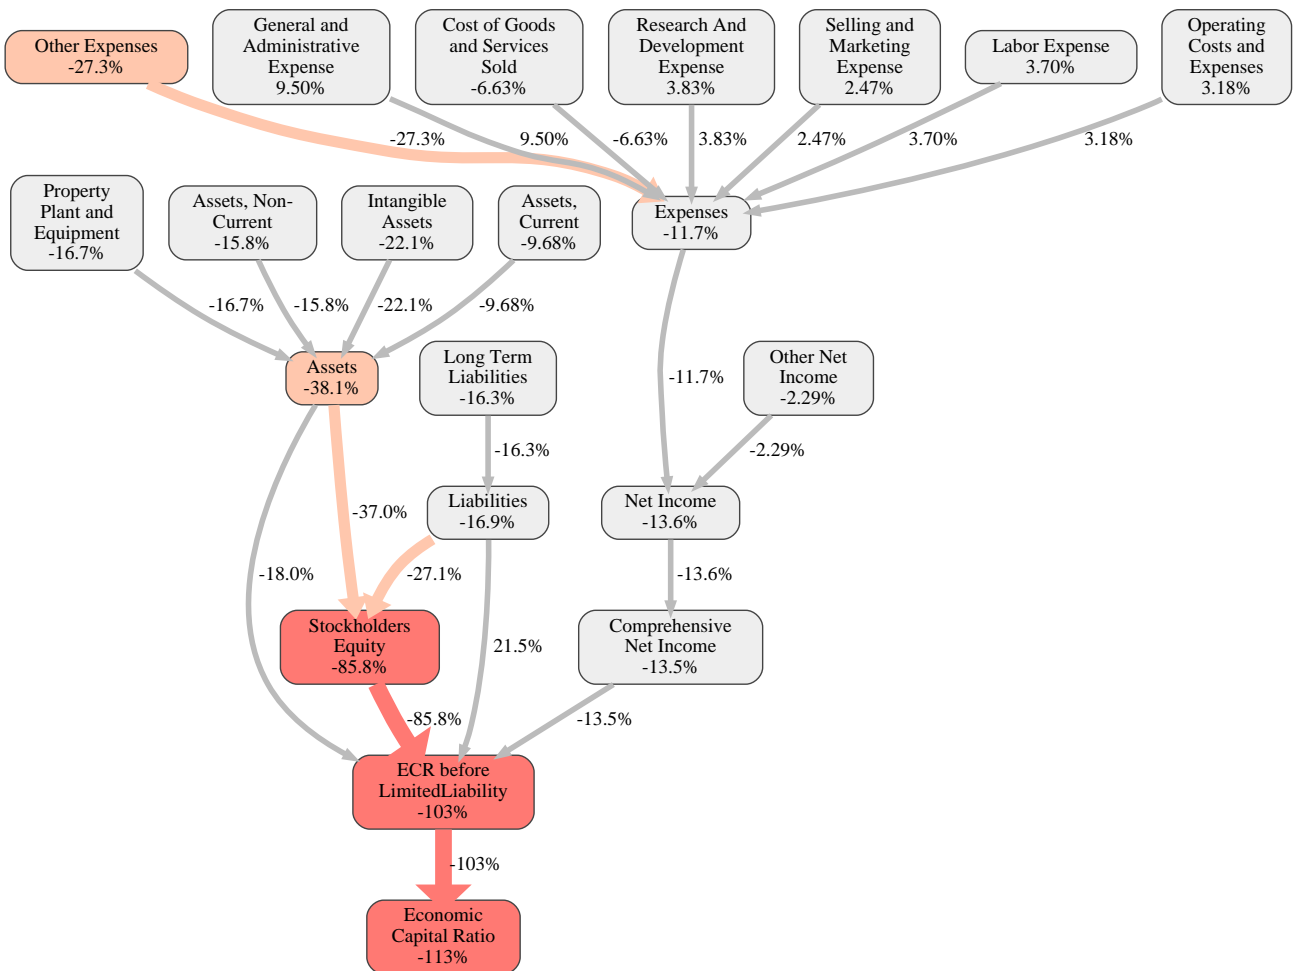 Other Expenses
-27.3%
General and
Administrative
Expense
9.50%
Cost of Goods
and Services
Sold
-6.63%
Research And
Development
Expense
3.83%
Selling and
Marketing
Expense
2.47%
Labor Expense
3.70%
Operating
Costs and
Expenses
3.18%
-27.3%
9.50%
-6.63%
3.83%
2.47%
3.70%
3.18%
Property
Plant and
Equipment
-16.7%
Assets, Non-
Current
-15.8%
Intangible
Assets
-22.1%
Assets,
Current
-9.68%
Expenses
-11.7%
-16.7%
-15.8%
-22.1%
-9.68%
Assets
-38.1%
Long Term
Liabilities
-16.3%
-11.7%
Other Net
Income
-2.29%
-16.3%
-2.29%
Liabilities
-16.9%
Net Income
-13.6%
-37.0%
-18.0%
-27.1%
-13.6%
Stockholders
Equity
-85.8%
21.5%
Comprehensive
Net Income
-13.5%
-85.8%
-13.5%
ECR before
LimitedLiability
-103%
-103%
Economic
Capital Ratio
-113%